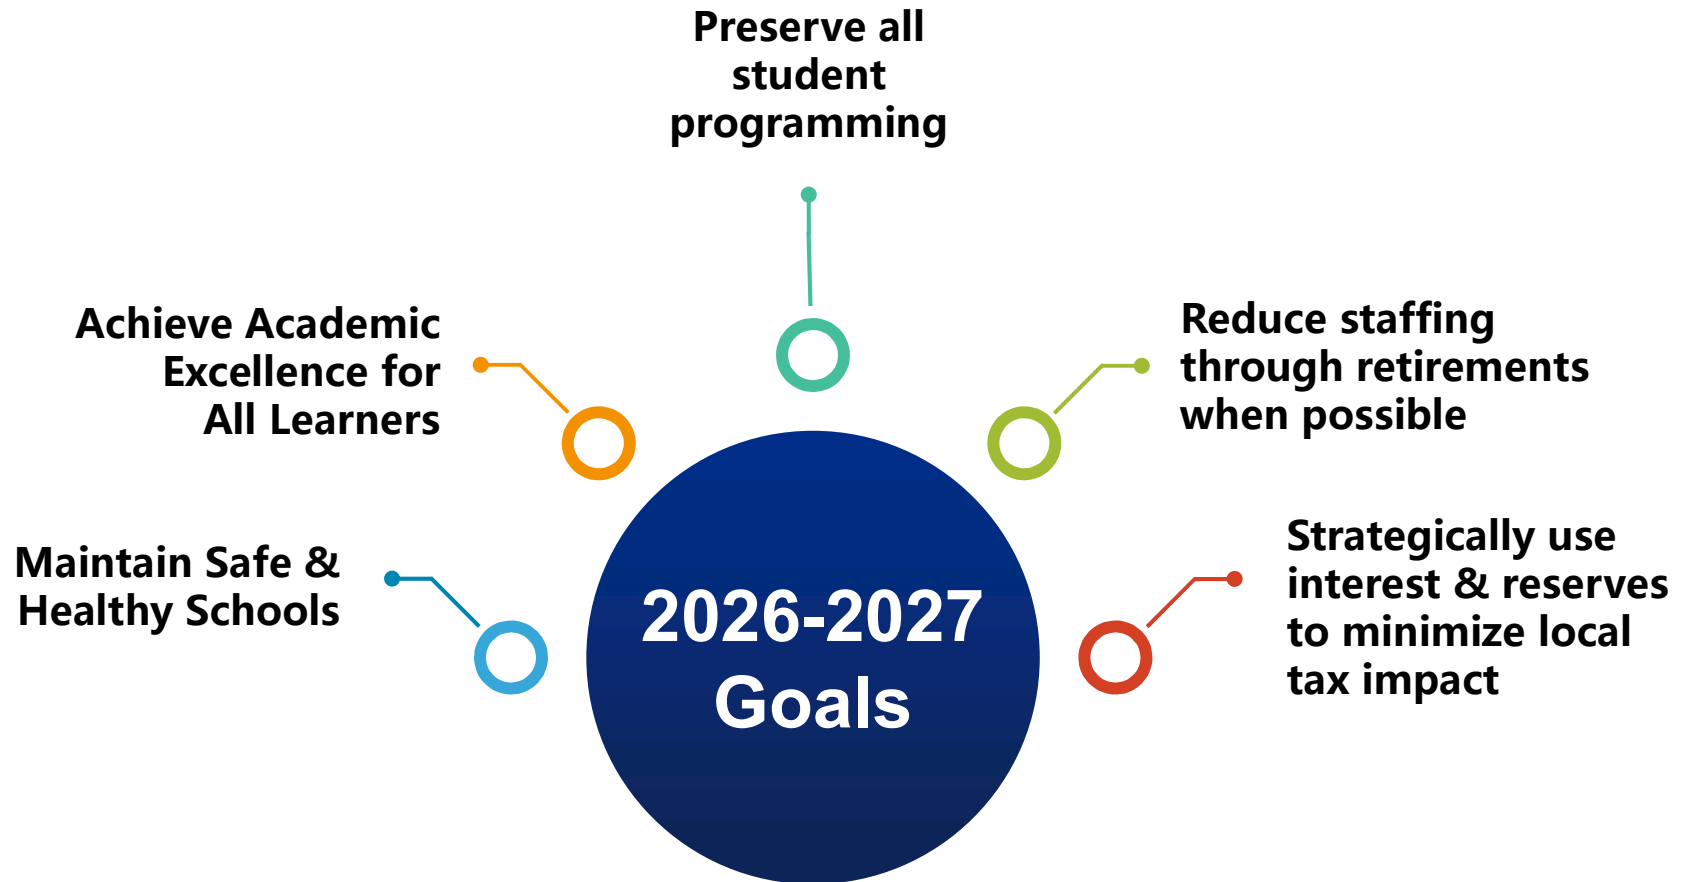 Preserve all
student
programming
Achieve Academic
Excellence for
All Learners
Reduce staffing
through retirements
when possible
Maintain Safe &
Healthy Schools
Strategically use
interest & reserves
to minimize local
tax impact
2026-2027
Goals